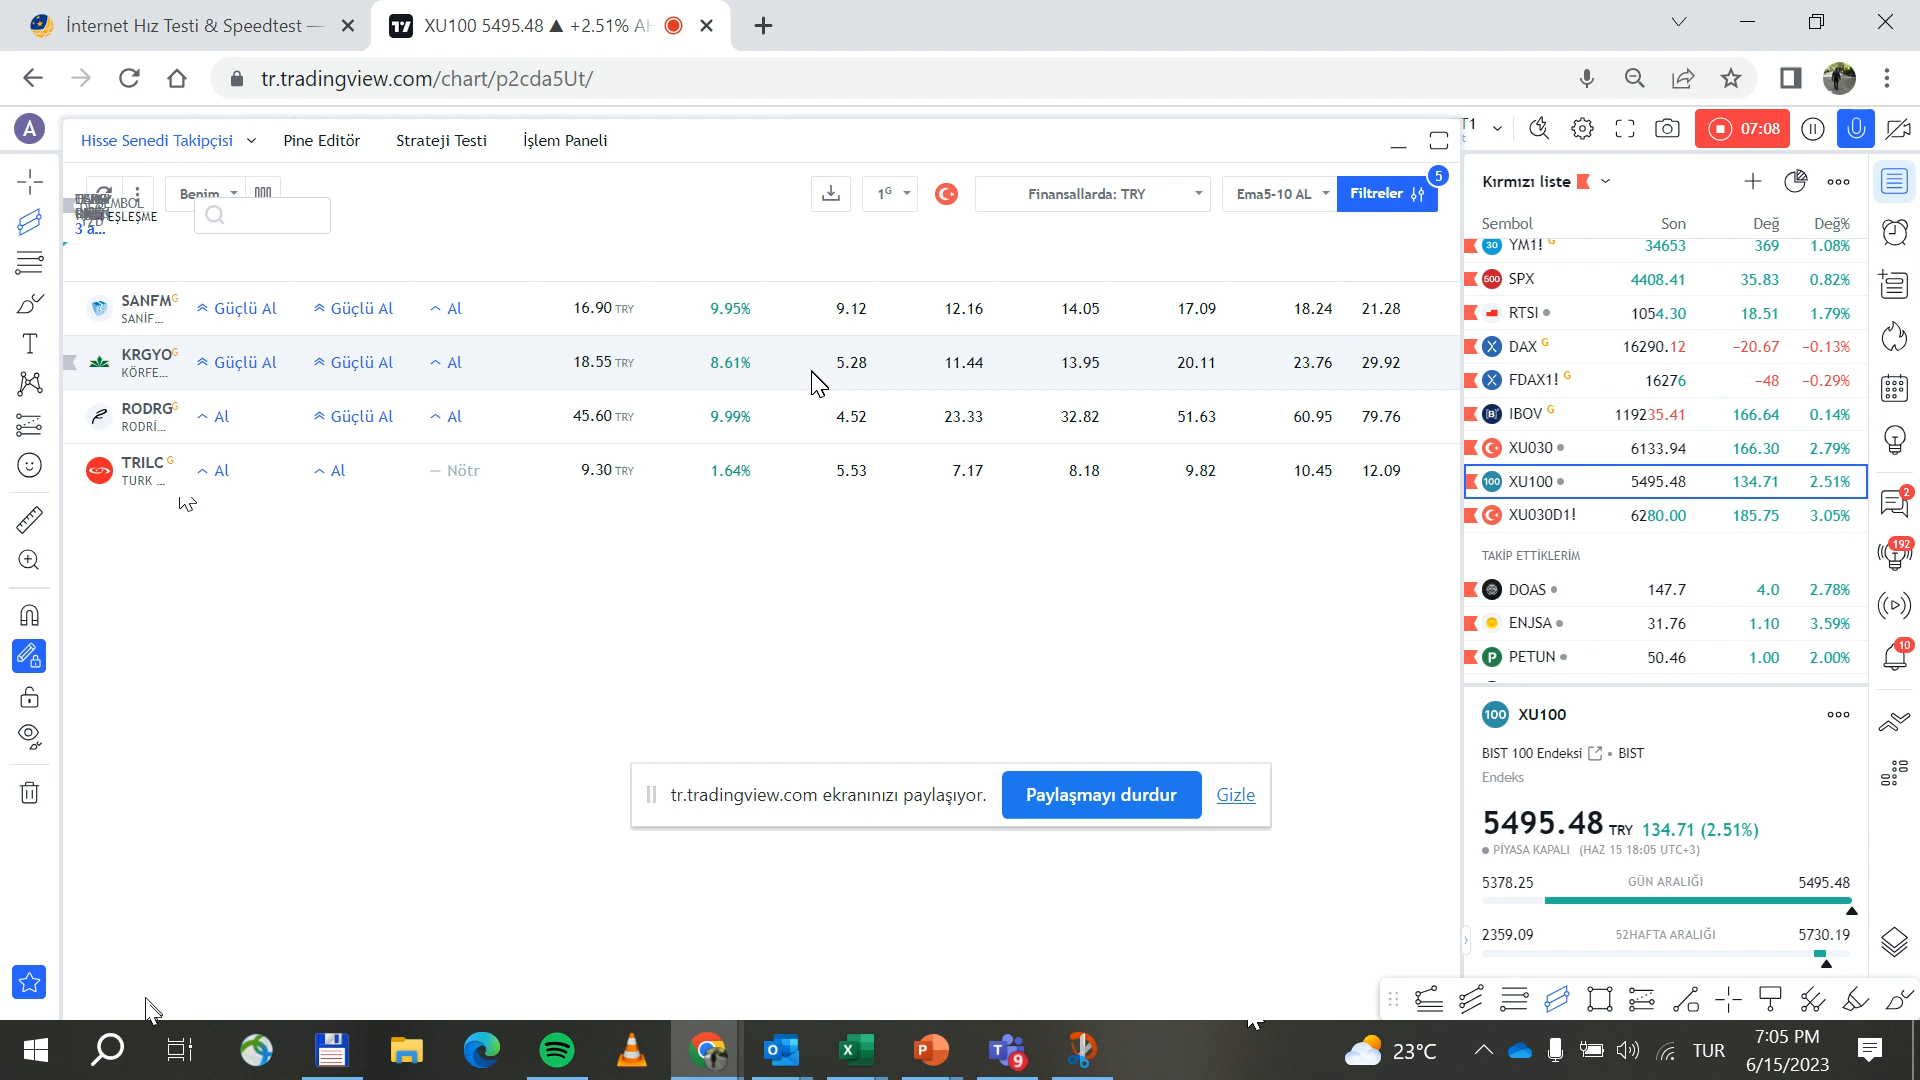 İnternet Hız Testi & Speedtest —
XU100 5495.48 ▲ +2.51%
tr.tradingview.com/chart/p2cda5Ut/
A
Hisse Senedi Takipçisi
Pine Editör
Strateji Testi
İşlem Paneli
07:08
Benim
1G
Finansallarda: TRY
Ema5-10 AL
Filtreler
5
EŞLEŞME
3 a...
SANFM G
SANİF...
Güçlü Al Güçlü Al Al 16.90 TRY 9.95% 9.12 12.16 14.05 17.09 18.24 21.28
KRGYO G
KÖRFE...
Güçlü Al Güçlü Al Al 18.55 TRY 8.61% 5.28 11.44 13.95 20.11 23.76 29.92
RODRG G
RODRİ...
Al Güçlü Al Al 45.60 TRY 9.99% 4.52 23.33 32.82 51.63 60.95 79.76
TRILC G
TURK ...
Al Al — Nötr 9.30 TRY 1.64% 5.53 7.17 8.18 9.82 10.45 12.09
tr.tradingview.com ekranınızı paylaşıyor.
Paylaşmayı durdur
Gizle
Kırmızı liste
Sembol Son Değ Değ%
30 YM1! G 34653 369 1.08%
500 SPX 4408.41 35.83 0.82%
RTSI 1054.30 18.51 1.79%
DAX G 16290.12 −20.67 −0.13%
FDAX1! G 16276 −48 −0.29%
IBOV G 119235.41 166.64 0.14%
XU030 6133.94 166.30 2.79%
100 XU100 5495.48 134.71 2.51%
XU030D1! 6280.00 185.75 3.05%
TAKİP ETTİKLERİM
DOAS 147.7 4.0 2.78%
ENJSA 31.76 1.10 3.59%
PETUN 50.46 1.00 2.00%
100 XU100
BIST 100 Endeksi • BIST
Endeks
5495.48 TRY 134.71 (2.51%)
PİYASA KAPALI (HAZ 15 18:05 UTC+3)
5378.25 GÜN ARALIĞI 5495.48
2359.09 52HAFTA ARALIĞI 5730.19
2
192
10
9
23°C
TUR
7:05 PM
6/15/2023